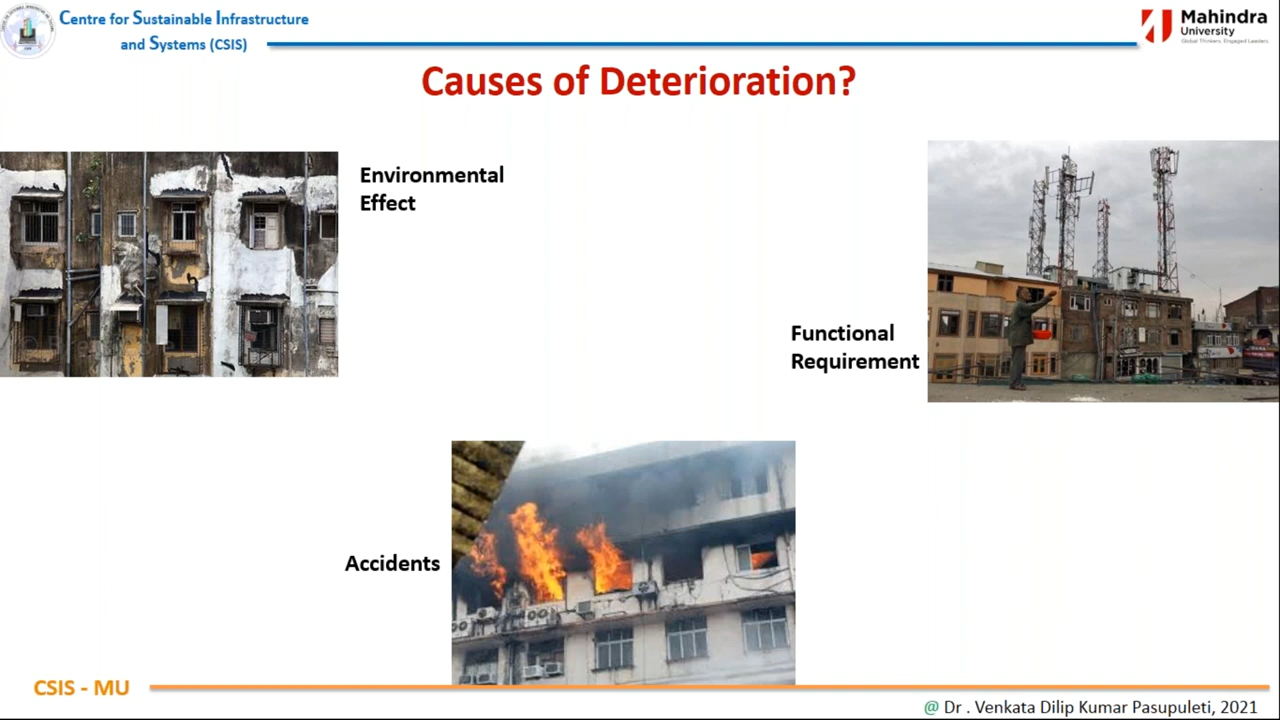 Centre for Sustainable Infrastructure
and Systems (CSIS)
Mahindra
University
Global Thinkers. Engaged Leaders.
Causes of Deterioration?
Environmental
Effect
Functional
Requirement
Accidents
CSIS - MU
@ Dr . Venkata Dilip Kumar Pasupuleti, 2021